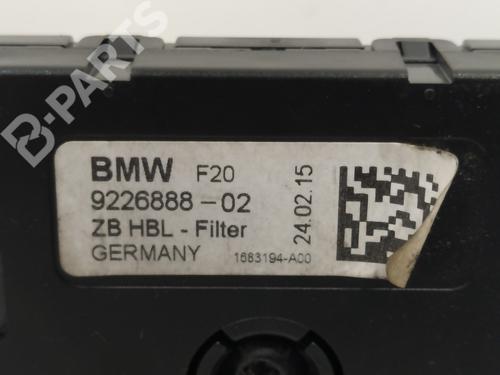 BMW F20
9226888-02
ZB HBL - Filter
GERMANY 1683194-A00
24.02.15
B-PARTS